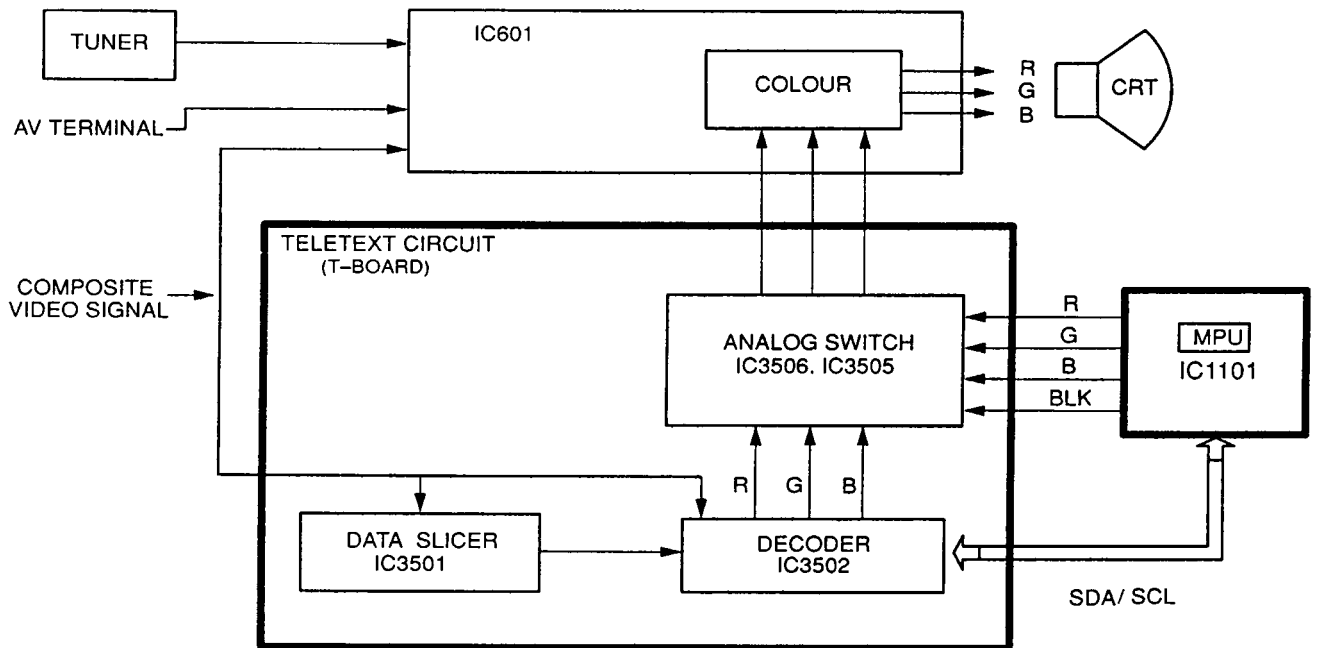 TUNER
IC601
COLOUR
R
G
B
CRT
AV TERMINAL
TELETEXT CIRCUIT
(T-BOARD)
COMPOSITE
VIDEO SIGNAL
ANALOG SWITCH
IC3506. IC3505
R
G
B
BLK
MPU
IC1101
R
G
B
DATA SLICER
IC3501
DECODER
IC3502
SDA/ SCL